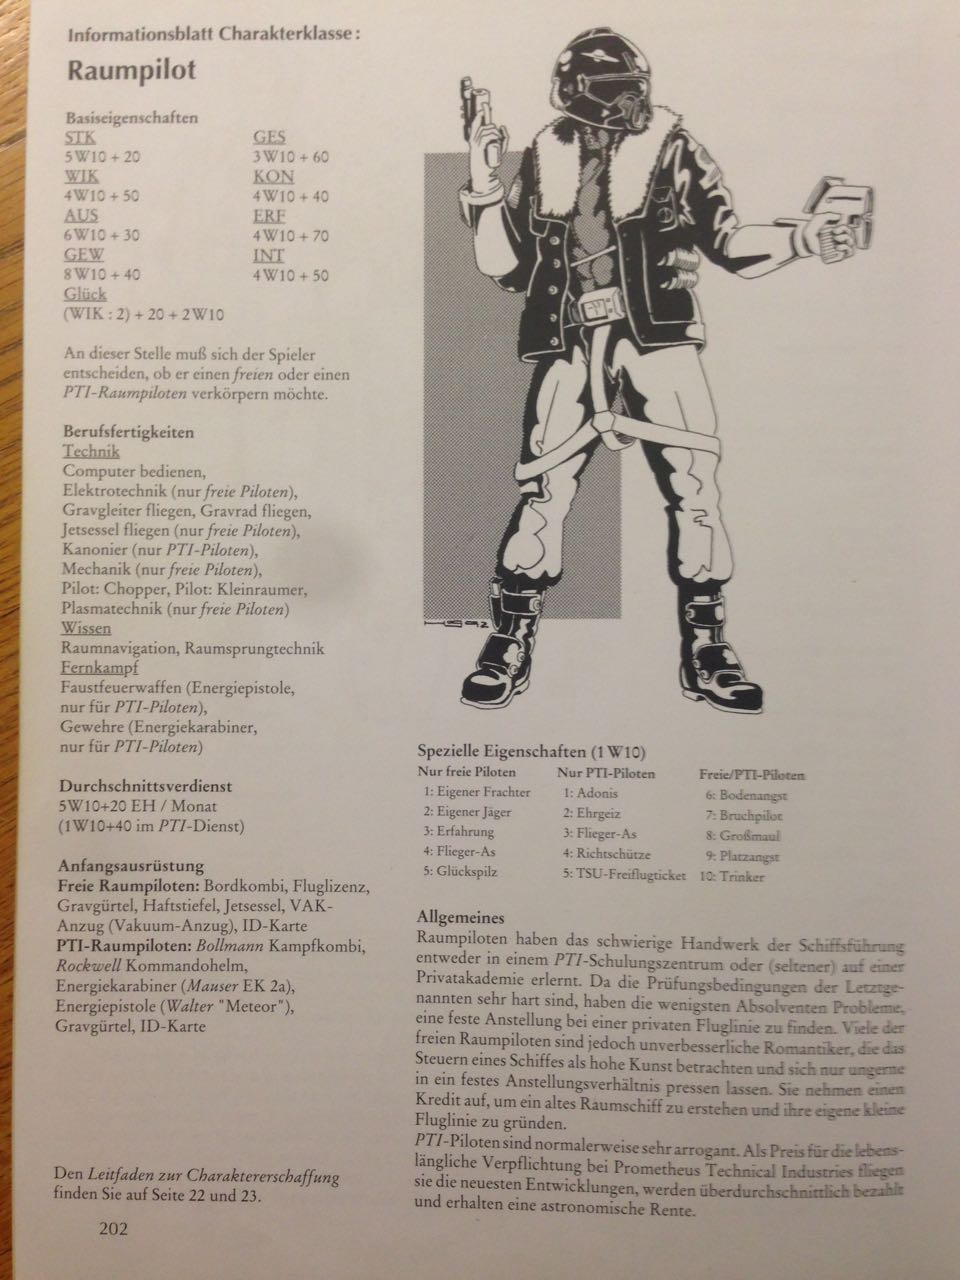 Informationsblatt Charakterklasse:
Raumpilot
Basiseigenschaften
STK GES
5W10 + 20 3W10 + 60
WIK KON
4W10 + 50 4W10 + 40
AUS ERF
6W10 + 30 4W10 + 70
GEW INT
8W10 + 40 4W10 + 50
Glück
(WIK : 2) + 20 + 2W10
An dieser Stelle muß sich der Spieler
entscheiden, ob er einen freien oder einen
PTI-Raumpiloten verkörpern möchte.
Berufsfertigkeiten
Technik
Computer bedienen,
Elektrotechnik (nur freie Piloten),
Gravgleiter fliegen, Gravrad fliegen,
Jetsessel fliegen (nur freie Piloten),
Kanonier (nur PTI-Piloten),
Mechanik (nur freie Piloten),
Pilot: Chopper, Pilot: Kleinraumer,
Plasmatechnik (nur freie Piloten)
Wissen
Raumnavigation, Raumsprungtechnik
Fernkampf
Faustfeuerwaffen (Energiepistole,
nur für PTI-Piloten),
Gewehre (Energiekarabiner,
nur für PTI-Piloten)
Durchschnittsverdienst
5W10+20 EH / Monat
(1W10+40 im PTI-Dienst)
Anfangsausrüstung
Freie Raumpiloten: Bordkombi, Fluglizenz,
Gravgürtel, Haftstiefel, Jetsessel, VAK-
Anzug (Vakuum-Anzug), ID-Karte
PTI-Raumpiloten: Bollmann Kampfkombi,
Rockwell Kommandohelm,
Energiekarabiner (Mauser EK 2a),
Energiepistole (Walter "Meteor"),
Gravgürtel, ID-Karte
Den Leitfaden zur Charaktererschaffung
finden Sie auf Seite 22 und 23.
202
Spezielle Eigenschaften (1W10)
Nur freie Piloten Nur PTI-Piloten Freie/PTI-Piloten
1: Eigener Frachter 1: Adonis 6: Bodenangst
2: Eigener Jäger 2: Ehrgeiz 7: Bruchpilot
3: Erfahrung 3: Flieger-As 8: Großmaul
4: Flieger-As 4: Richtschütze 9: Platzangst
5: Glückspilz 5: TSU-Freiflugticket 10: Trinker
Allgemeines
Raumpiloten haben das schwierige Handwerk der Schiffsführung
entweder in einem PTI-Schulungszentrum oder (seltener) auf einer
Privatakademie erlernt. Da die Prüfungsbedingungen der Letztge-
nannten sehr hart sind, haben die wenigsten Absolventen Probleme,
eine feste Anstellung bei einer privaten Fluglinie zu finden. Viele der
freien Raumpiloten sind jedoch unverbesserliche Romantiker, die das
Steuern eines Schiffes als hohe Kunst betrachten und sich nur ungerne
in ein festes Anstellungsverhältnis pressen lassen. Sie nehmen einen
Kredit auf, um ein altes Raumschiff zu erstehen und ihre eigene kleine
Fluglinie zu gründen.
PTI-Piloten sind normalerweise sehr arrogant. Als Preis für die lebens-
längliche Verpflichtung bei Prometheus Technical Industries fliegen
sie die neuesten Entwicklungen, werden überdurchschnittlich bezahlt
und erhalten eine astronomische Rente.